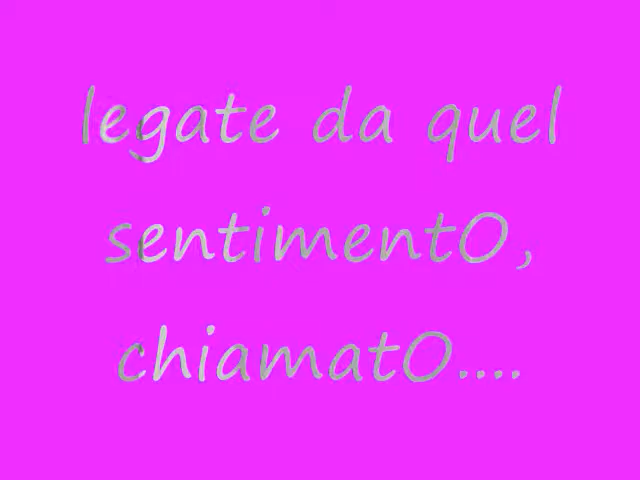 legate da quel
sentimentO,
chiamatO....